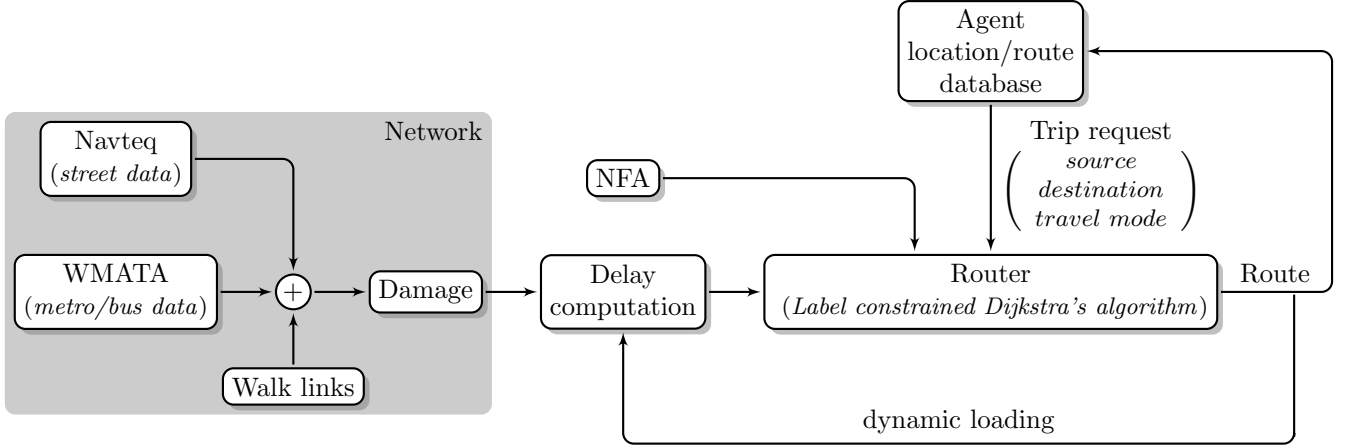 Agent
location/route
database
Network
Navteq
(street data)
Trip request
source
destination
travel mode
NFA
WMATA
(metro/bus data)
+
Damage
Delay
computation
Router
(Label constrained Dijkstra's algorithm)
Route
Walk links
dynamic loading